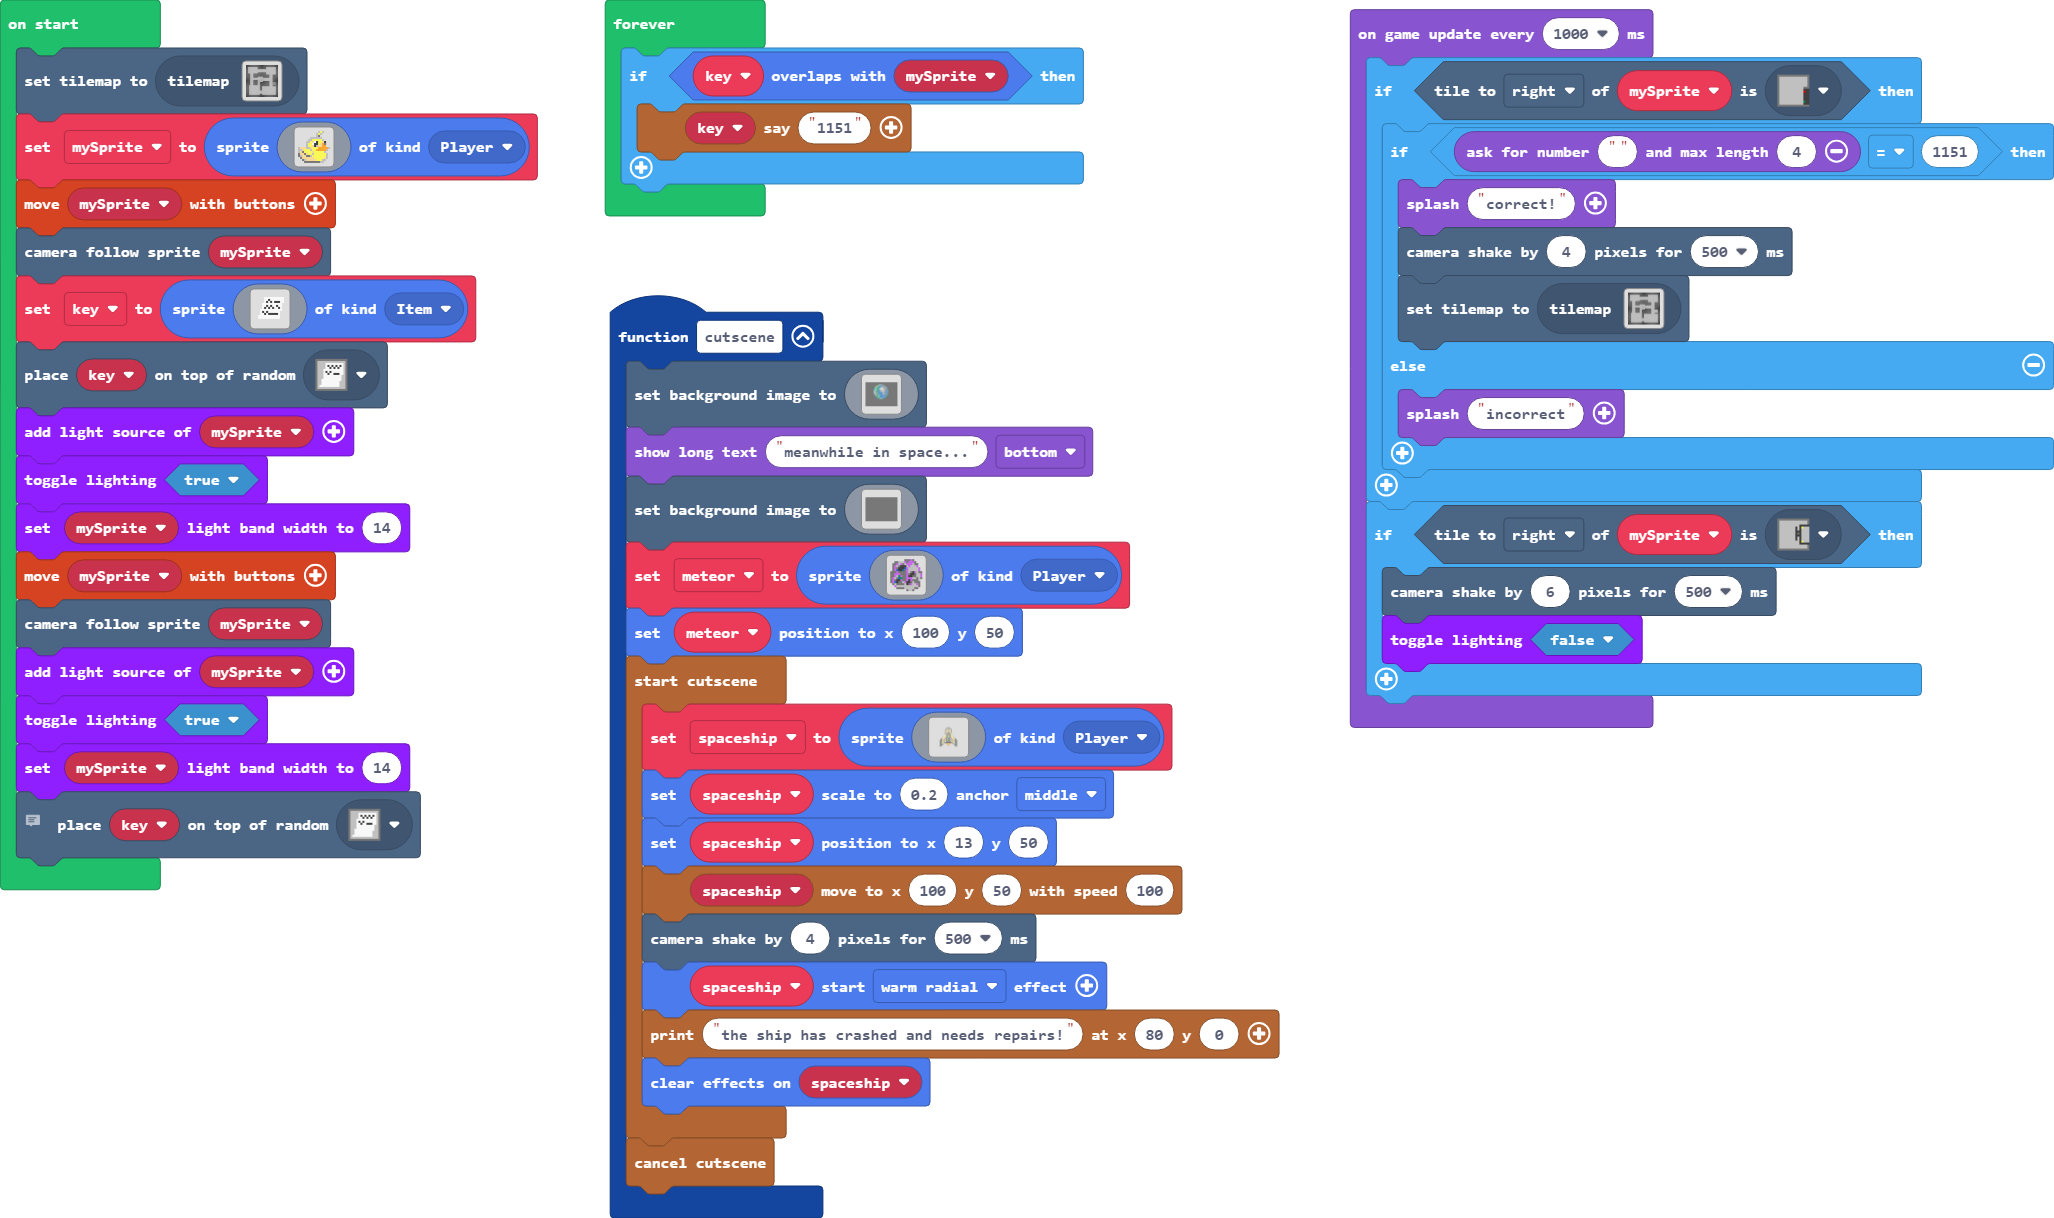 on start
set tilemap to tilemap
set mySprite to sprite of kind Player
move mySprite with buttons
camera follow sprite mySprite
set key to sprite of kind Item
place key on top of random
add light source of mySprite
toggle lighting true
set mySprite light band width to 14
move mySprite with buttons
camera follow sprite mySprite
add light source of mySprite
toggle lighting true
set mySprite light band width to 14
place key on top of random
forever
if key overlaps with mySprite then
key say "1151"
function cutscene
set background image to
show long text "meanwhile in space..." bottom
set background image to
set meteor to sprite of kind Player
set meteor position to x 100 y 50
start cutscene
set spaceship to sprite of kind Player
set spaceship scale to 0.2 anchor middle
set spaceship position to x 13 y 50
spaceship move to x 100 y 50 with speed 100
camera shake by 4 pixels for 500 ms
spaceship start warm radial effect
print "the ship has crashed and needs repairs!" at x 80 y 0
clear effects on spaceship
cancel cutscene
on game update every 1000 ms
if tile to right of mySprite is then
if ask for number "" and max length 4 = 1151 then
splash "correct!"
camera shake by 4 pixels for 500 ms
set tilemap to tilemap
else
splash "incorrect"
if tile to right of mySprite is then
camera shake by 6 pixels for 500 ms
toggle lighting false